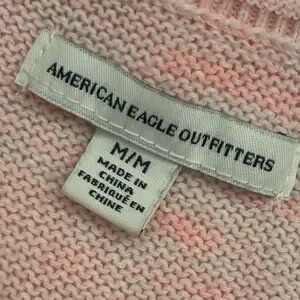 AMERICAN EAGLE OUTFITTERS
M/M
MADE IN
CHINA
FABRIQUÉ EN
CHINE